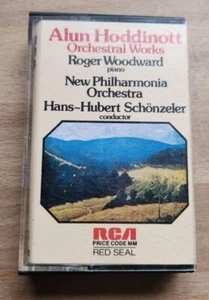 Alun Hoddinott
Orchestral Works
Roger Woodward
piano
New Philharmonia
Orchestra
Hans~Hubert Schönzeler
conductor
RCA
PRICE CODE MM
RED SEAL